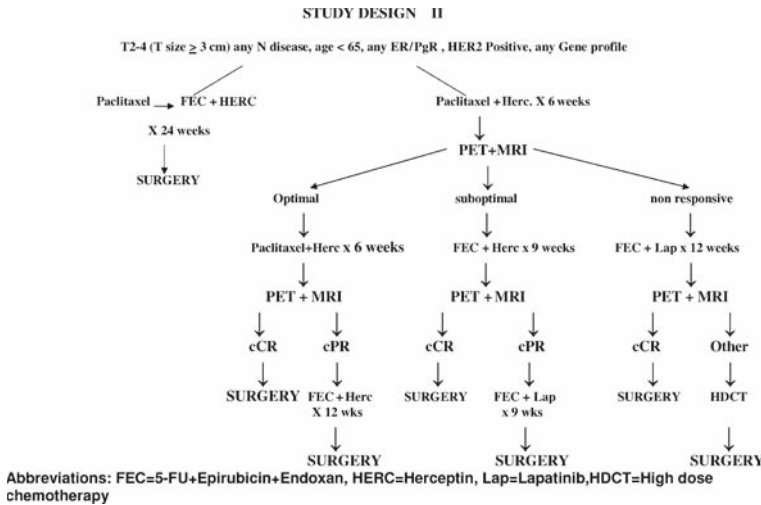 STUDY DESIGN II
T2-4 (T size ≥ 3 cm) any N disease, age < 65, any ER/PgR , HER2 Positive, any Gene profile
Paclitaxel → FEC + HERC
X 24 weeks
SURGERY
Paclitaxel + Herc. X 6 weeks
PET+MRI
Optimal
suboptimal
non responsive
Paclitaxel+Herc x 6 weeks
FEC + Herc x 9 weeks
FEC + Lap x 12 weeks
PET + MRI
PET + MRI
PET + MRI
cCR
cPR
cCR
cPR
cCR
Other
SURGERY
FEC + Herc
X 12 wks
SURGERY
FEC + Lap
x 9 wks
SURGERY
HDCT
SURGERY
SURGERY
SURGERY
Abbreviations: FEC=5-FU+Epirubicin+Endoxan, HERC=Herceptin, Lap=Lapatinib,HDCT=High dose
chemotherapy